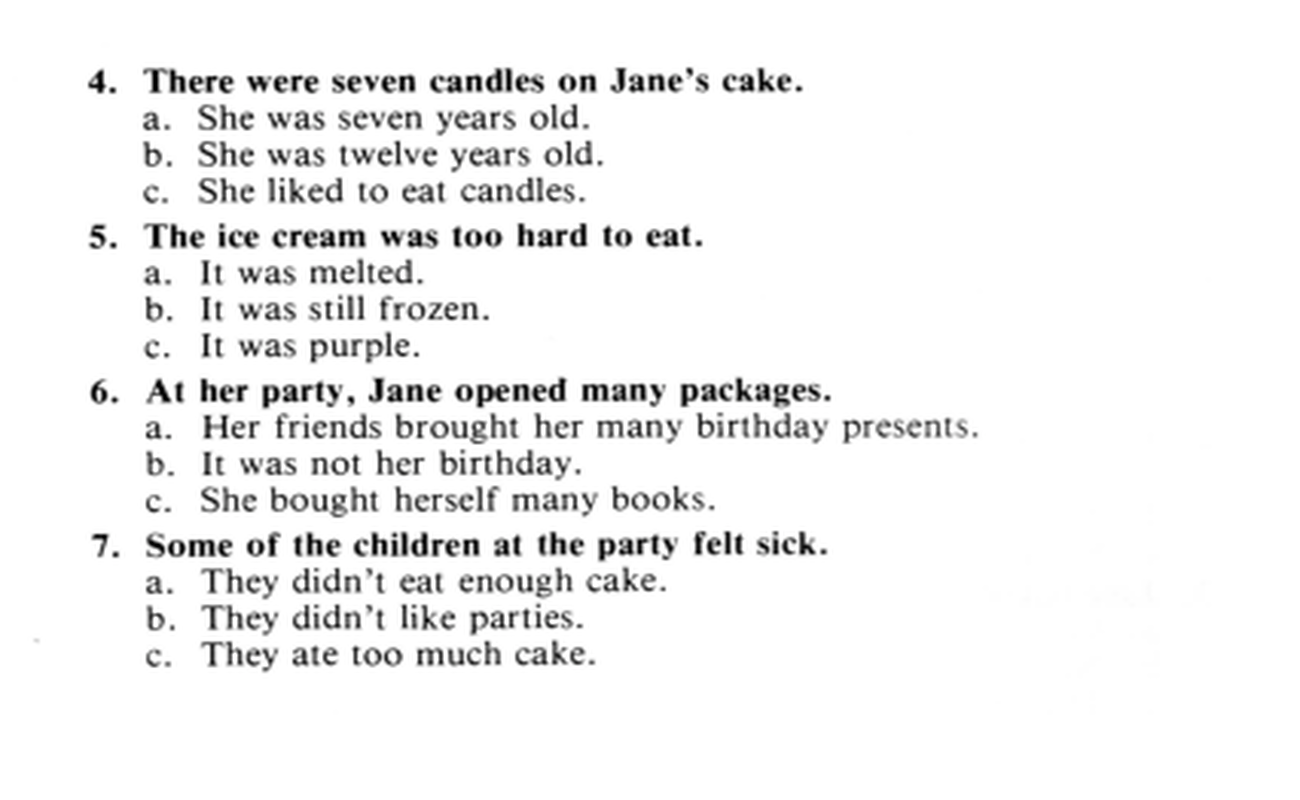 4. There were seven candles on Jane's cake.
a. She was seven years old.
b. She was twelve years old.
c. She liked to eat candles.
5. The ice cream was too hard to eat.
a. It was melted.
b. It was still frozen.
c. It was purple.
6. At her party, Jane opened many packages.
a. Her friends brought her many birthday presents.
b. It was not her birthday.
c. She bought herself many books.
7. Some of the children at the party felt sick.
a. They didn't eat enough cake.
b. They didn't like parties.
c. They ate too much cake.